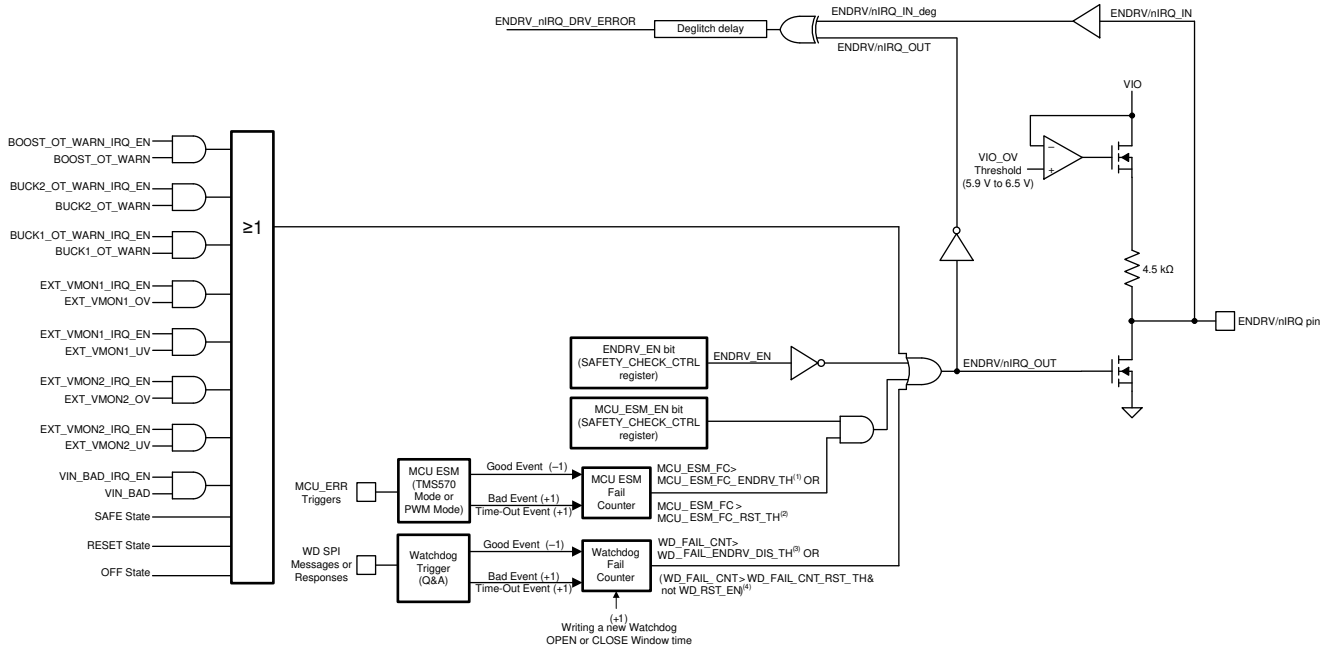 ENDRV_nIRQ_DRV_ERROR
Deglitch delay
ENDRV/nIRQ_IN_deg
ENDRV/nIRQ_IN
ENDRV/nIRQ_OUT
VIO
VIO_OV
Threshold
(5.9 V to 6.5 V)
−
+
4.5 kΩ
ENDRV/nIRQ pin
BOOST_OT_WARN_IRQ_EN
BOOST_OT_WARN
BUCK2_OT_WARN_IRQ_EN
BUCK2_OT_WARN
BUCK1_OT_WARN_IRQ_EN
BUCK1_OT_WARN
EXT_VMON1_IRQ_EN
EXT_VMON1_OV
EXT_VMON1_IRQ_EN
EXT_VMON1_UV
EXT_VMON2_IRQ_EN
EXT_VMON2_OV
EXT_VMON2_IRQ_EN
EXT_VMON2_UV
VIN_BAD_IRQ_EN
VIN_BAD
SAFE State
RESET State
OFF State
≥1
ENDRV_EN bit
(SAFETY_CHECK_CTRL
register)
ENDRV_EN
ENDRV/nIRQ_OUT
MCU_ESM_EN bit
(SAFETY_CHECK_CTRL
register)
MCU_ERR
Triggers
MCU ESM
(TMS570
Mode or
PWM Mode)
Good Event (–1)
Bad Event (+1)
Time-Out Event (+1)
MCU ESM
Fail
Counter
MCU_ESM_FC>
MCU_ESM_FC_ENDRV_TH(1) OR
MCU_ESM_FC >
MCU_ESM_FC_RST_TH(2)
WD SPI
Messages or
Responses
Watchdog
Trigger
(Q&A)
Good Event (–1)
Bad Event (+1)
Time-Out Event (+1)
Watchdog
Fail
Counter
WD_FAIL_CNT>
WD_FAIL_ENDRV_DIS_TH(3) OR
(WD_FAIL_CNT> WD_FAIL_CNT_RST_TH&
not WD_RST_EN)(4)
(+1)
Writing a new Watchdog
OPEN or CLOSE Window time